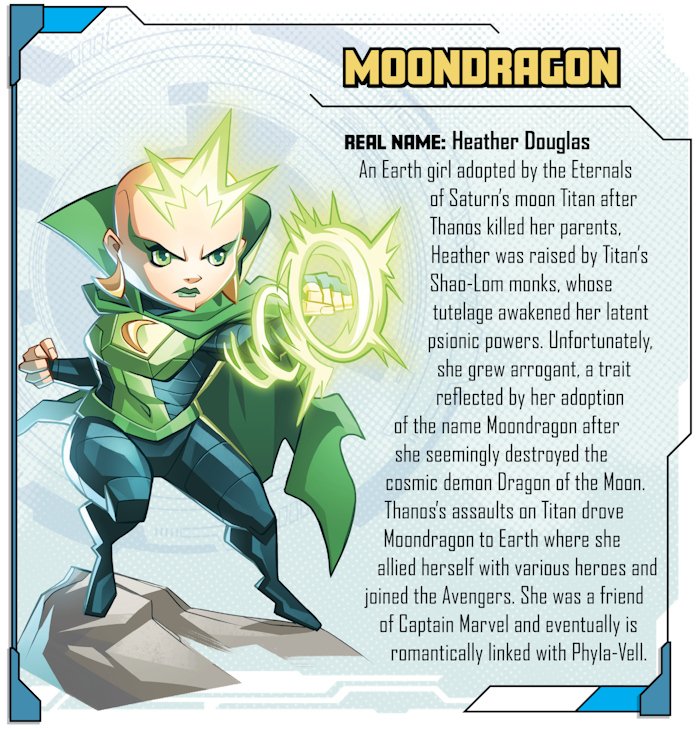 MOONDRAGON
REAL NAME: Heather Douglas
An Earth girl adopted by the Eternals
of Saturn's moon Titan after
Thanos killed her parents,
Heather was raised by Titan's
Shao-Lom monks, whose
tutelage awakened her latent
psionic powers. Unfortunately,
she grew arrogant, a trait
reflected by her adoption
of the name Moondragon after
she seemingly destroyed the
cosmic demon Dragon of the Moon.
Thanos's assaults on Titan drove
Moondragon to Earth where she
allied herself with various heroes and
joined the Avengers. She was a friend
of Captain Marvel and eventually is
romantically linked with Phyla-Vell.